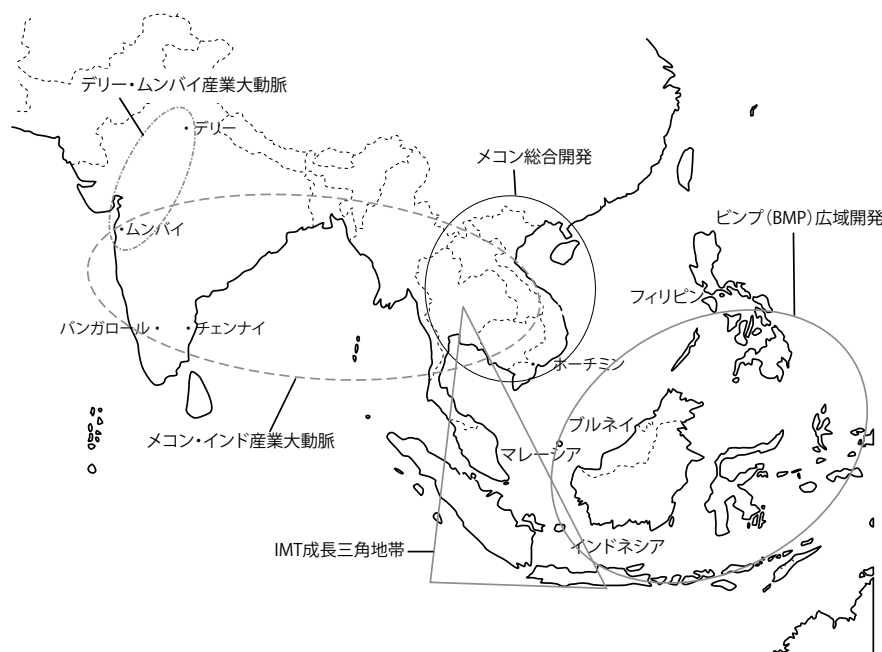 デリー・ムンバイ産業大動脈
デリー
メコン総合開発
ビンプ(BMP)広域開発
ムンバイ
フィリピン
バンガロール
チェンナイ
ホーチミン
ブルネイ
メコン・インド産業大動脈
マレーシア
IMT成長三角地帯
インドネシア